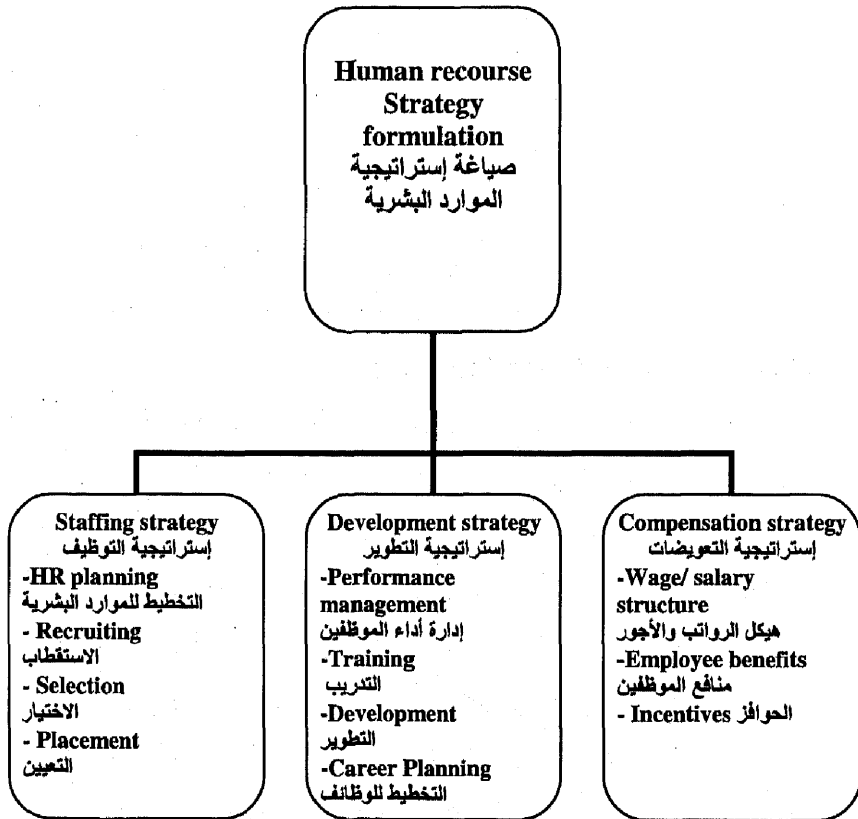 Human recourse
Strategy
formulation
صياغة إستراتيجية
الموارد البشرية
Staffing strategy
إستراتيجية التوظيف
-HR planning
التخطيط للموارد البشرية
- Recruiting
الاستقطاب
- Selection
الاختيار
- Placement
التعيين
Development strategy
إستراتيجية التطوير
-Performance
management
إدارة أداء الموظفين
-Training
التدريب
-Development
التطوير
-Career Planning
التخطيط للوظائف
Compensation strategy
إستراتيجية التعويضات
-Wage/ salary
structure
هيكل الرواتب والأجور
-Employee benefits
منافع الموظفين
- Incentives الحوافز